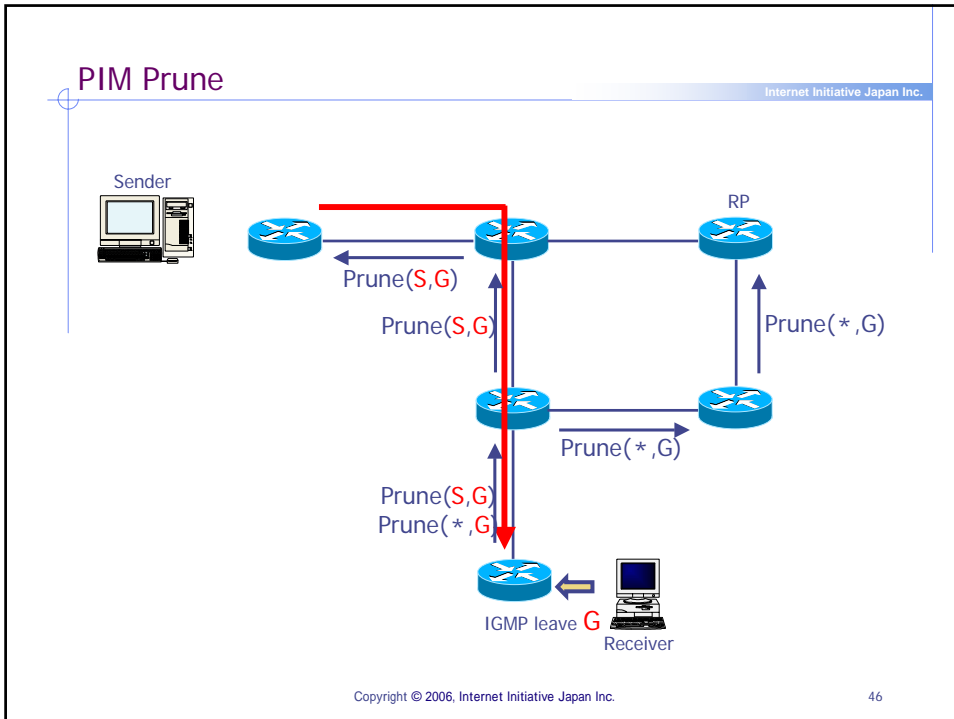 PIM Prune
Internet Initiative Japan Inc.
Sender
RP
Prune(S,G)
Prune(S,G)
Prune(*,G)
Prune(*,G)
Prune(S,G)
Prune(*,G)
IGMP leave G
Receiver
Copyright © 2006, Internet Initiative Japan Inc.
46